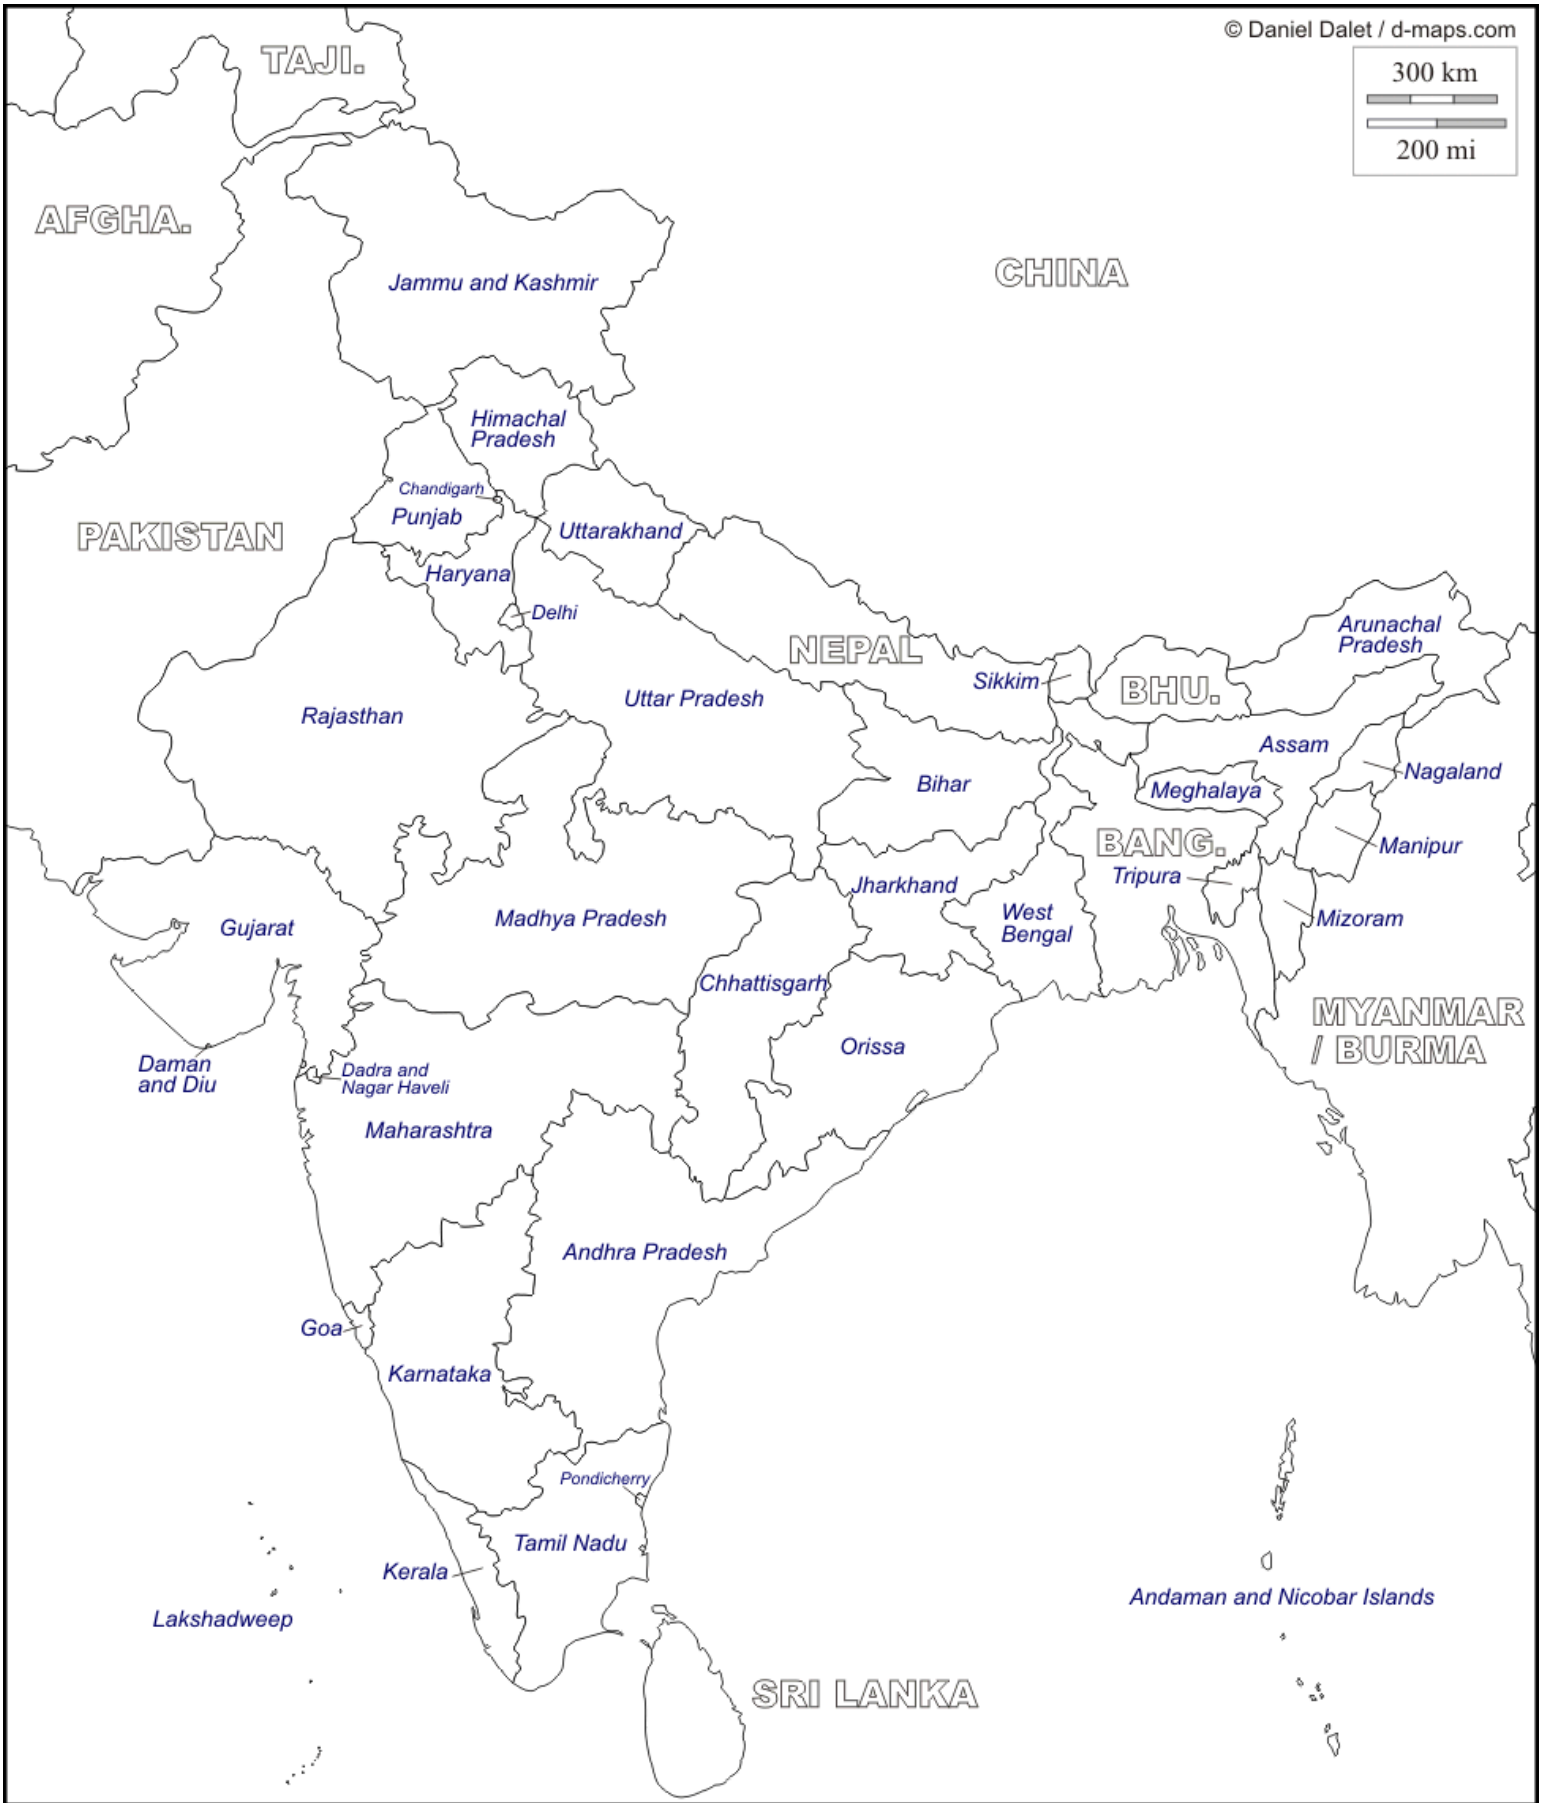 © Daniel Dalet / d-maps.com
TAJI.
300 km
200 mi
AFGHA.
CHINA
Jammu and Kashmir
Himachal
Pradesh
Chandigarh
Punjab
PAKISTAN
Uttarakhand
Haryana
Delhi
Arunachal
Pradesh
NEPAL
Sikkim
BHU.
Uttar Pradesh
Rajasthan
Assam
Nagaland
Bihar
Meghalaya
BANG.
Manipur
Tripura
Jharkhand
West
Bengal
Mizoram
Madhya Pradesh
Gujarat
Chhattisgarh
MYANMAR
/ BURMA
Orissa
Daman
and Diu
Dadra and
Nagar Haveli
Maharashtra
Andhra Pradesh
Goa
Karnataka
Pondicherry
Tamil Nadu
Kerala
Lakshadweep
Andaman and Nicobar Islands
SRI LANKA